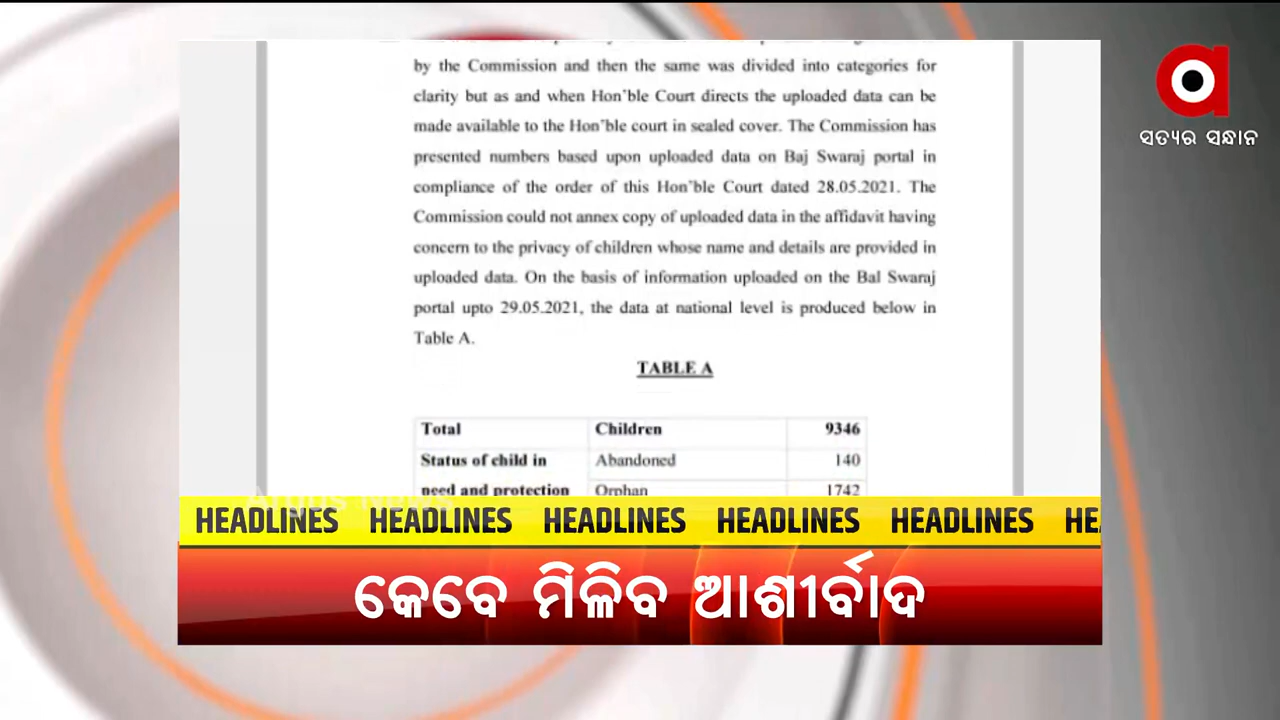 by the Commission and then the same was divided into categories for
clarity but as and when Hon'ble Court directs the uploaded data can be
made available to the Hon'ble court in sealed cover. The Commission has
presented numbers based upon uploaded data on Baj Swaraj portal in
compliance of the order of this Hon'ble Court dated 28.05.2021. The
Commission could not annex copy of uploaded data in the affidavit having
concern to the privacy of children whose name and details are provided in
uploaded data. On the basis of information uploaded on the Bal Swaraj
portal upto 29.05.2021, the data at national level is produced below in
Table A.
TABLE A
Total Children 9346
Status of child in Abandoned 140
need and protection Orphan 1742
Argus News
HEADLINES HEADLINES HEADLINES HEADLINES HEADLINES HEA
କେବେ ମିଳିବ ଆଶୀର୍ବାଦ
ସତ୍ୟର ସନ୍ଧାନ